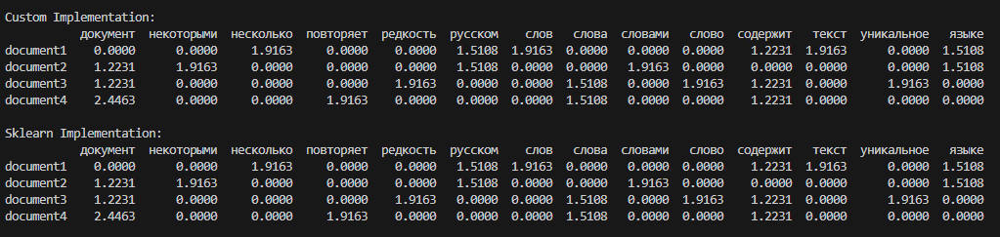 Custom Implementation:
документ некоторыми несколько повторяет редкость русском слов слова словами слово содержит текст уникальное языке
document1 0.0000 0.0000 1.9163 0.0000 0.0000 1.5108 1.9163 0.0000 0.0000 0.0000 1.2231 1.9163 0.0000 1.5108
document2 1.2231 1.9163 0.0000 0.0000 0.0000 1.5108 0.0000 0.0000 1.9163 0.0000 0.0000 0.0000 0.0000 1.5108
document3 1.2231 0.0000 0.0000 0.0000 1.9163 0.0000 0.0000 1.5108 0.0000 1.9163 0.0000 0.0000 1.9163 0.0000
document4 2.4463 0.0000 0.0000 1.9163 0.0000 0.0000 0.0000 1.5108 0.0000 0.0000 1.2231 0.0000 0.0000 0.0000
Sklearn Implementation:
документ некоторыми несколько повторяет редкость русском слов слова словами слово содержит текст уникальное языке
document1 0.0000 0.0000 1.9163 0.0000 0.0000 1.5108 1.9163 0.0000 0.0000 0.0000 1.2231 1.9163 0.0000 1.5108
document2 1.2231 1.9163 0.0000 0.0000 0.0000 1.5108 0.0000 0.0000 1.9163 0.0000 0.0000 0.0000 0.0000 1.5108
document3 1.2231 0.0000 0.0000 0.0000 1.9163 0.0000 0.0000 1.5108 0.0000 1.9163 1.2231 0.0000 1.9163 0.0000
document4 2.4463 0.0000 0.0000 1.9163 0.0000 0.0000 0.0000 1.5108 0.0000 0.0000 1.2231 0.0000 0.0000 0.0000